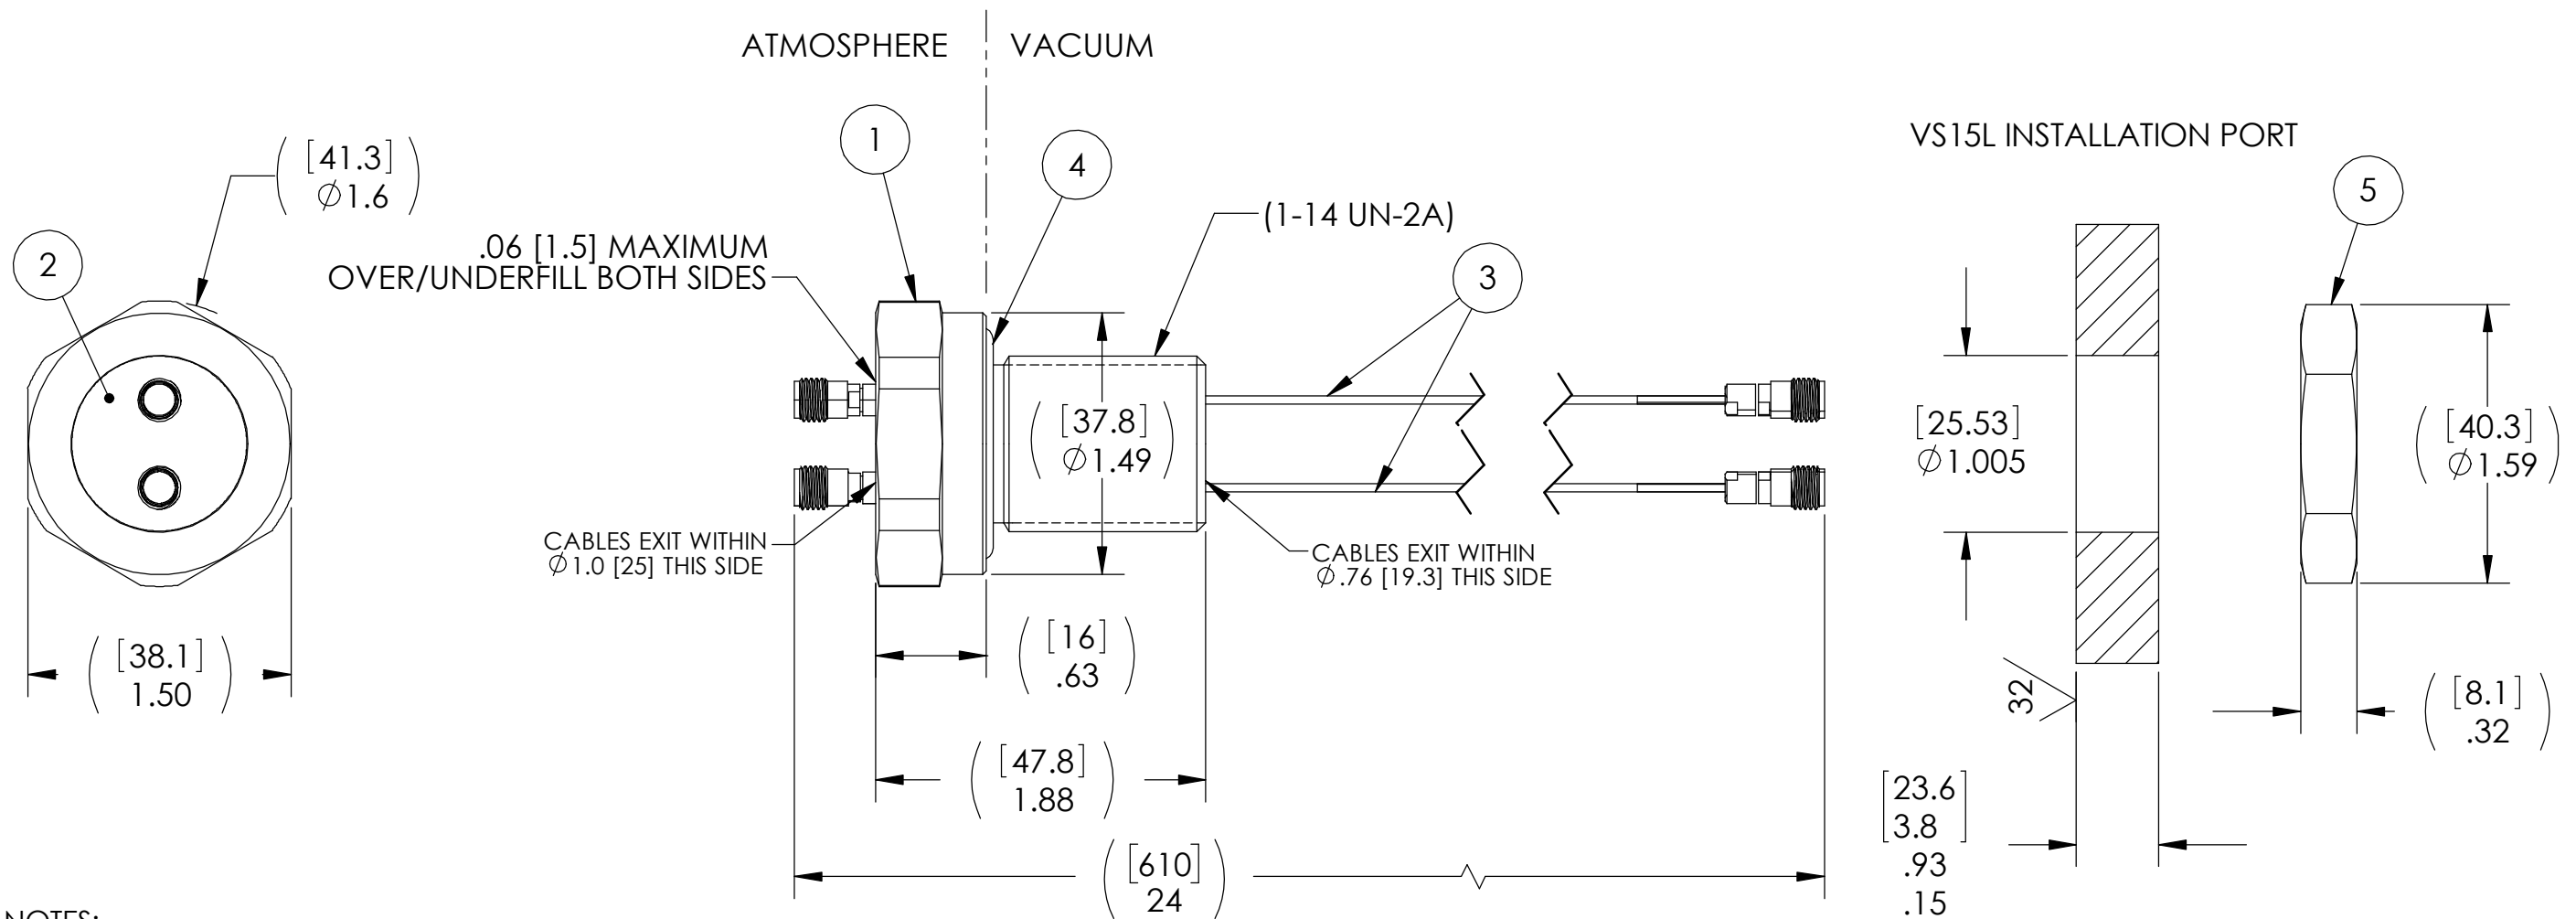 ATMOSPHERE
VACUUM
1
4
[41.3]
Ø1.6
2
.06 [1.5] MAXIMUM
OVER/UNDERFILL BOTH SIDES
(1-14 UN-2A)
3
VS15L INSTALLATION PORT
5
[37.8]
Ø1.49
[25.53]
Ø1.005
[40.3]
Ø1.59
CABLES EXIT WITHIN
Ø1.0 [25] THIS SIDE
CABLES EXIT WITHIN
Ø.76 [19.3] THIS SIDE
[38.1]
1.50
[16]
.63
32
[8.1]
.32
[47.8]
1.88
[23.6]
[3.8]
.93
.15
[610]
24
NOTES: